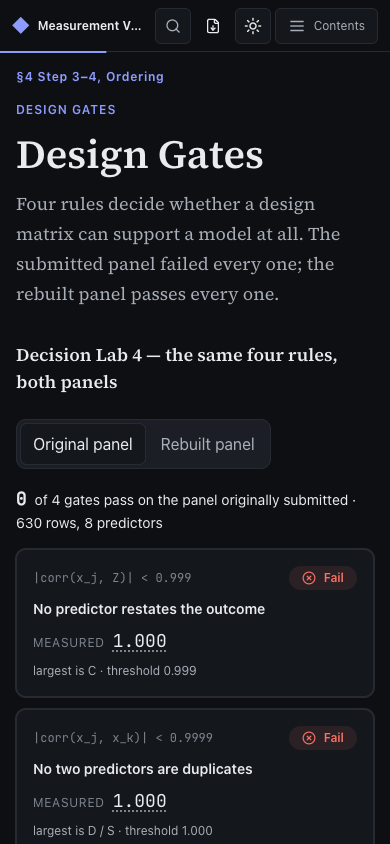 Measurement V...
Contents
§4 Step 3–4, Ordering
DESIGN GATES
Design Gates
Four rules decide whether a design
matrix can support a model at all. The
submitted panel failed every one; the
rebuilt panel passes every one.
Decision Lab 4 — the same four rules,
both panels
Original panel
Rebuilt panel
0 of 4 gates pass on the panel originally submitted ·
630 rows, 8 predictors
|corr(x_j, Z)| < 0.999
Fail
No predictor restates the outcome
MEASURED 1.000
largest is C · threshold 0.999
|corr(x_j, x_k)| < 0.9999
Fail
No two predictors are duplicates
MEASURED 1.000
largest is D / S · threshold 1.000